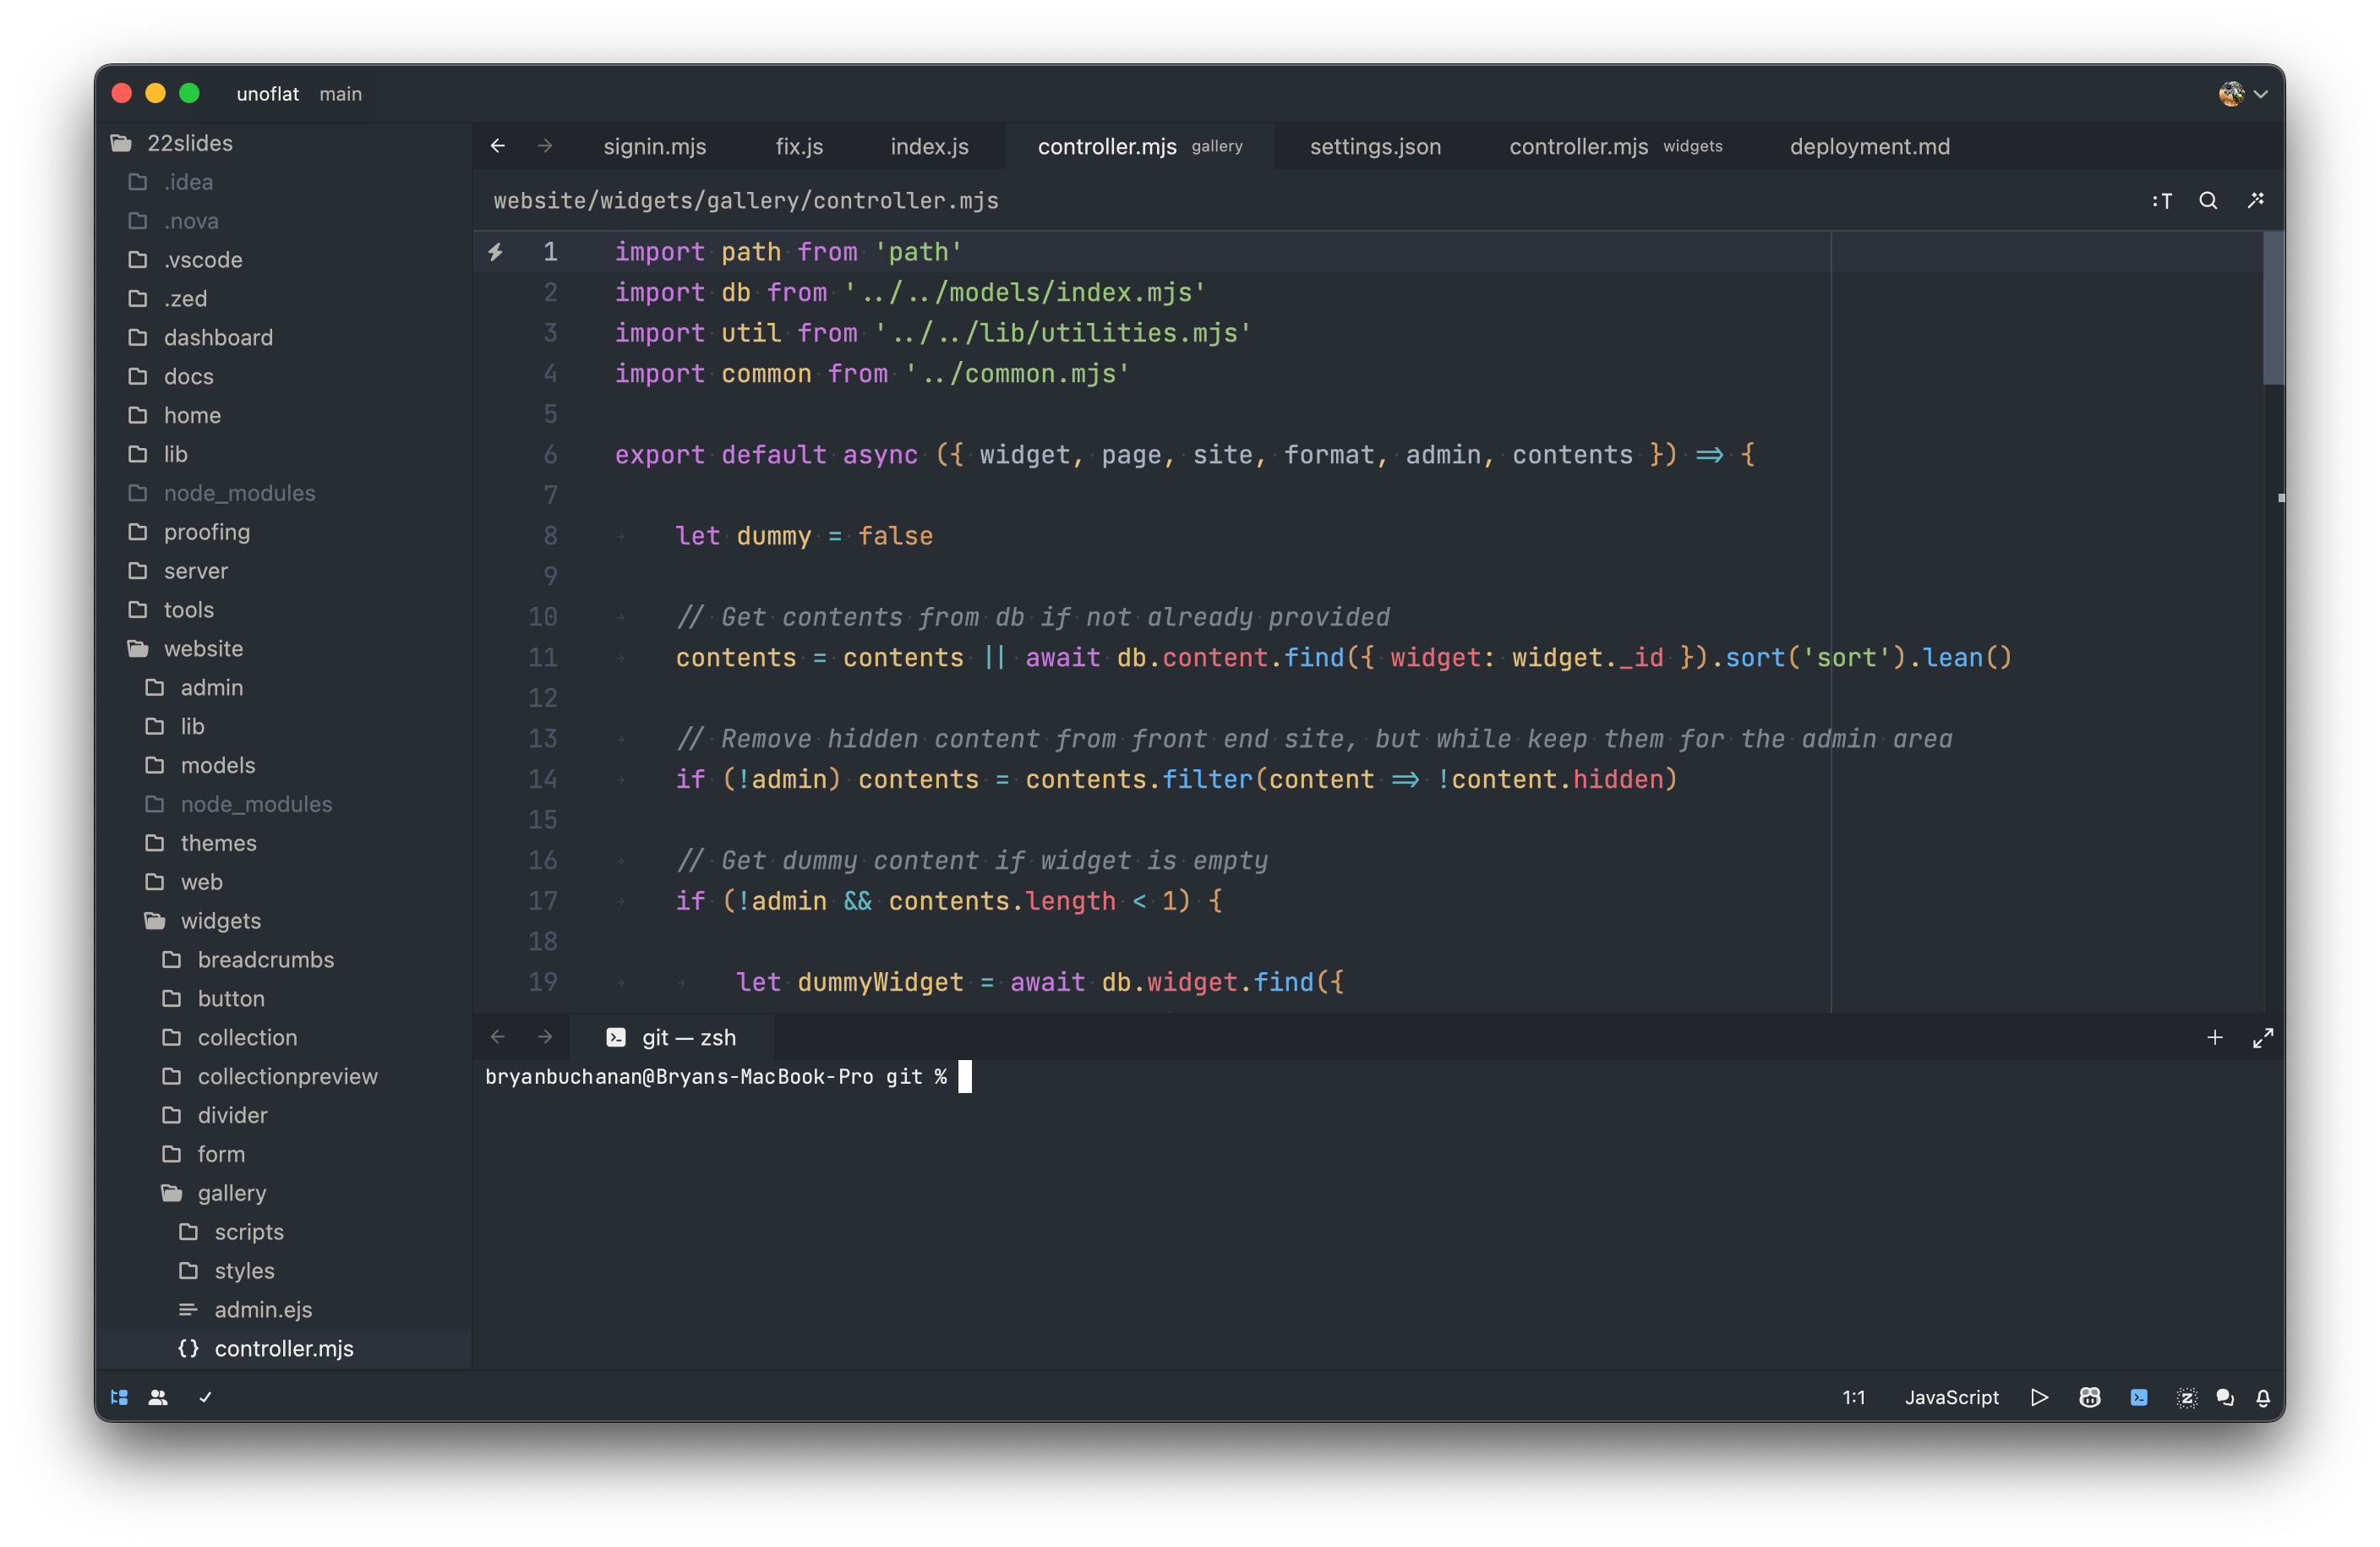 unoflat main
22slides
.idea
.nova
.vscode
.zed
dashboard
docs
home
lib
node_modules
proofing
server
tools
website
admin
lib
models
node_modules
themes
web
widgets
breadcrumbs
button
collection
collectionpreview
divider
form
gallery
scripts
styles
admin.ejs
{} controller.mjs
signin.mjs fix.js index.js controller.mjs gallery settings.json controller.mjs widgets deployment.md
website/widgets/gallery/controller.mjs :T
1 import path from 'path'
2 import db from '../../models/index.mjs'
3 import util from '../../lib/utilities.mjs'
4 import common from '../common.mjs'
5
6 export default async ({ widget, page, site, format, admin, contents }) => {
7
8 let dummy = false
9
10 // Get contents from db if not already provided
11 contents = contents || await db.content.find({ widget: widget._id }).sort('sort').lean()
12
13 // Remove hidden content from front end site, but while keep them for the admin area
14 if (!admin) contents = contents.filter(content => !content.hidden)
15
16 // Get dummy content if widget is empty
17 if (!admin && contents.length < 1) {
18
19 let dummyWidget = await db.widget.find({
git — zsh
bryanbuchanan@Bryans-MacBook-Pro git %
1:1 JavaScript